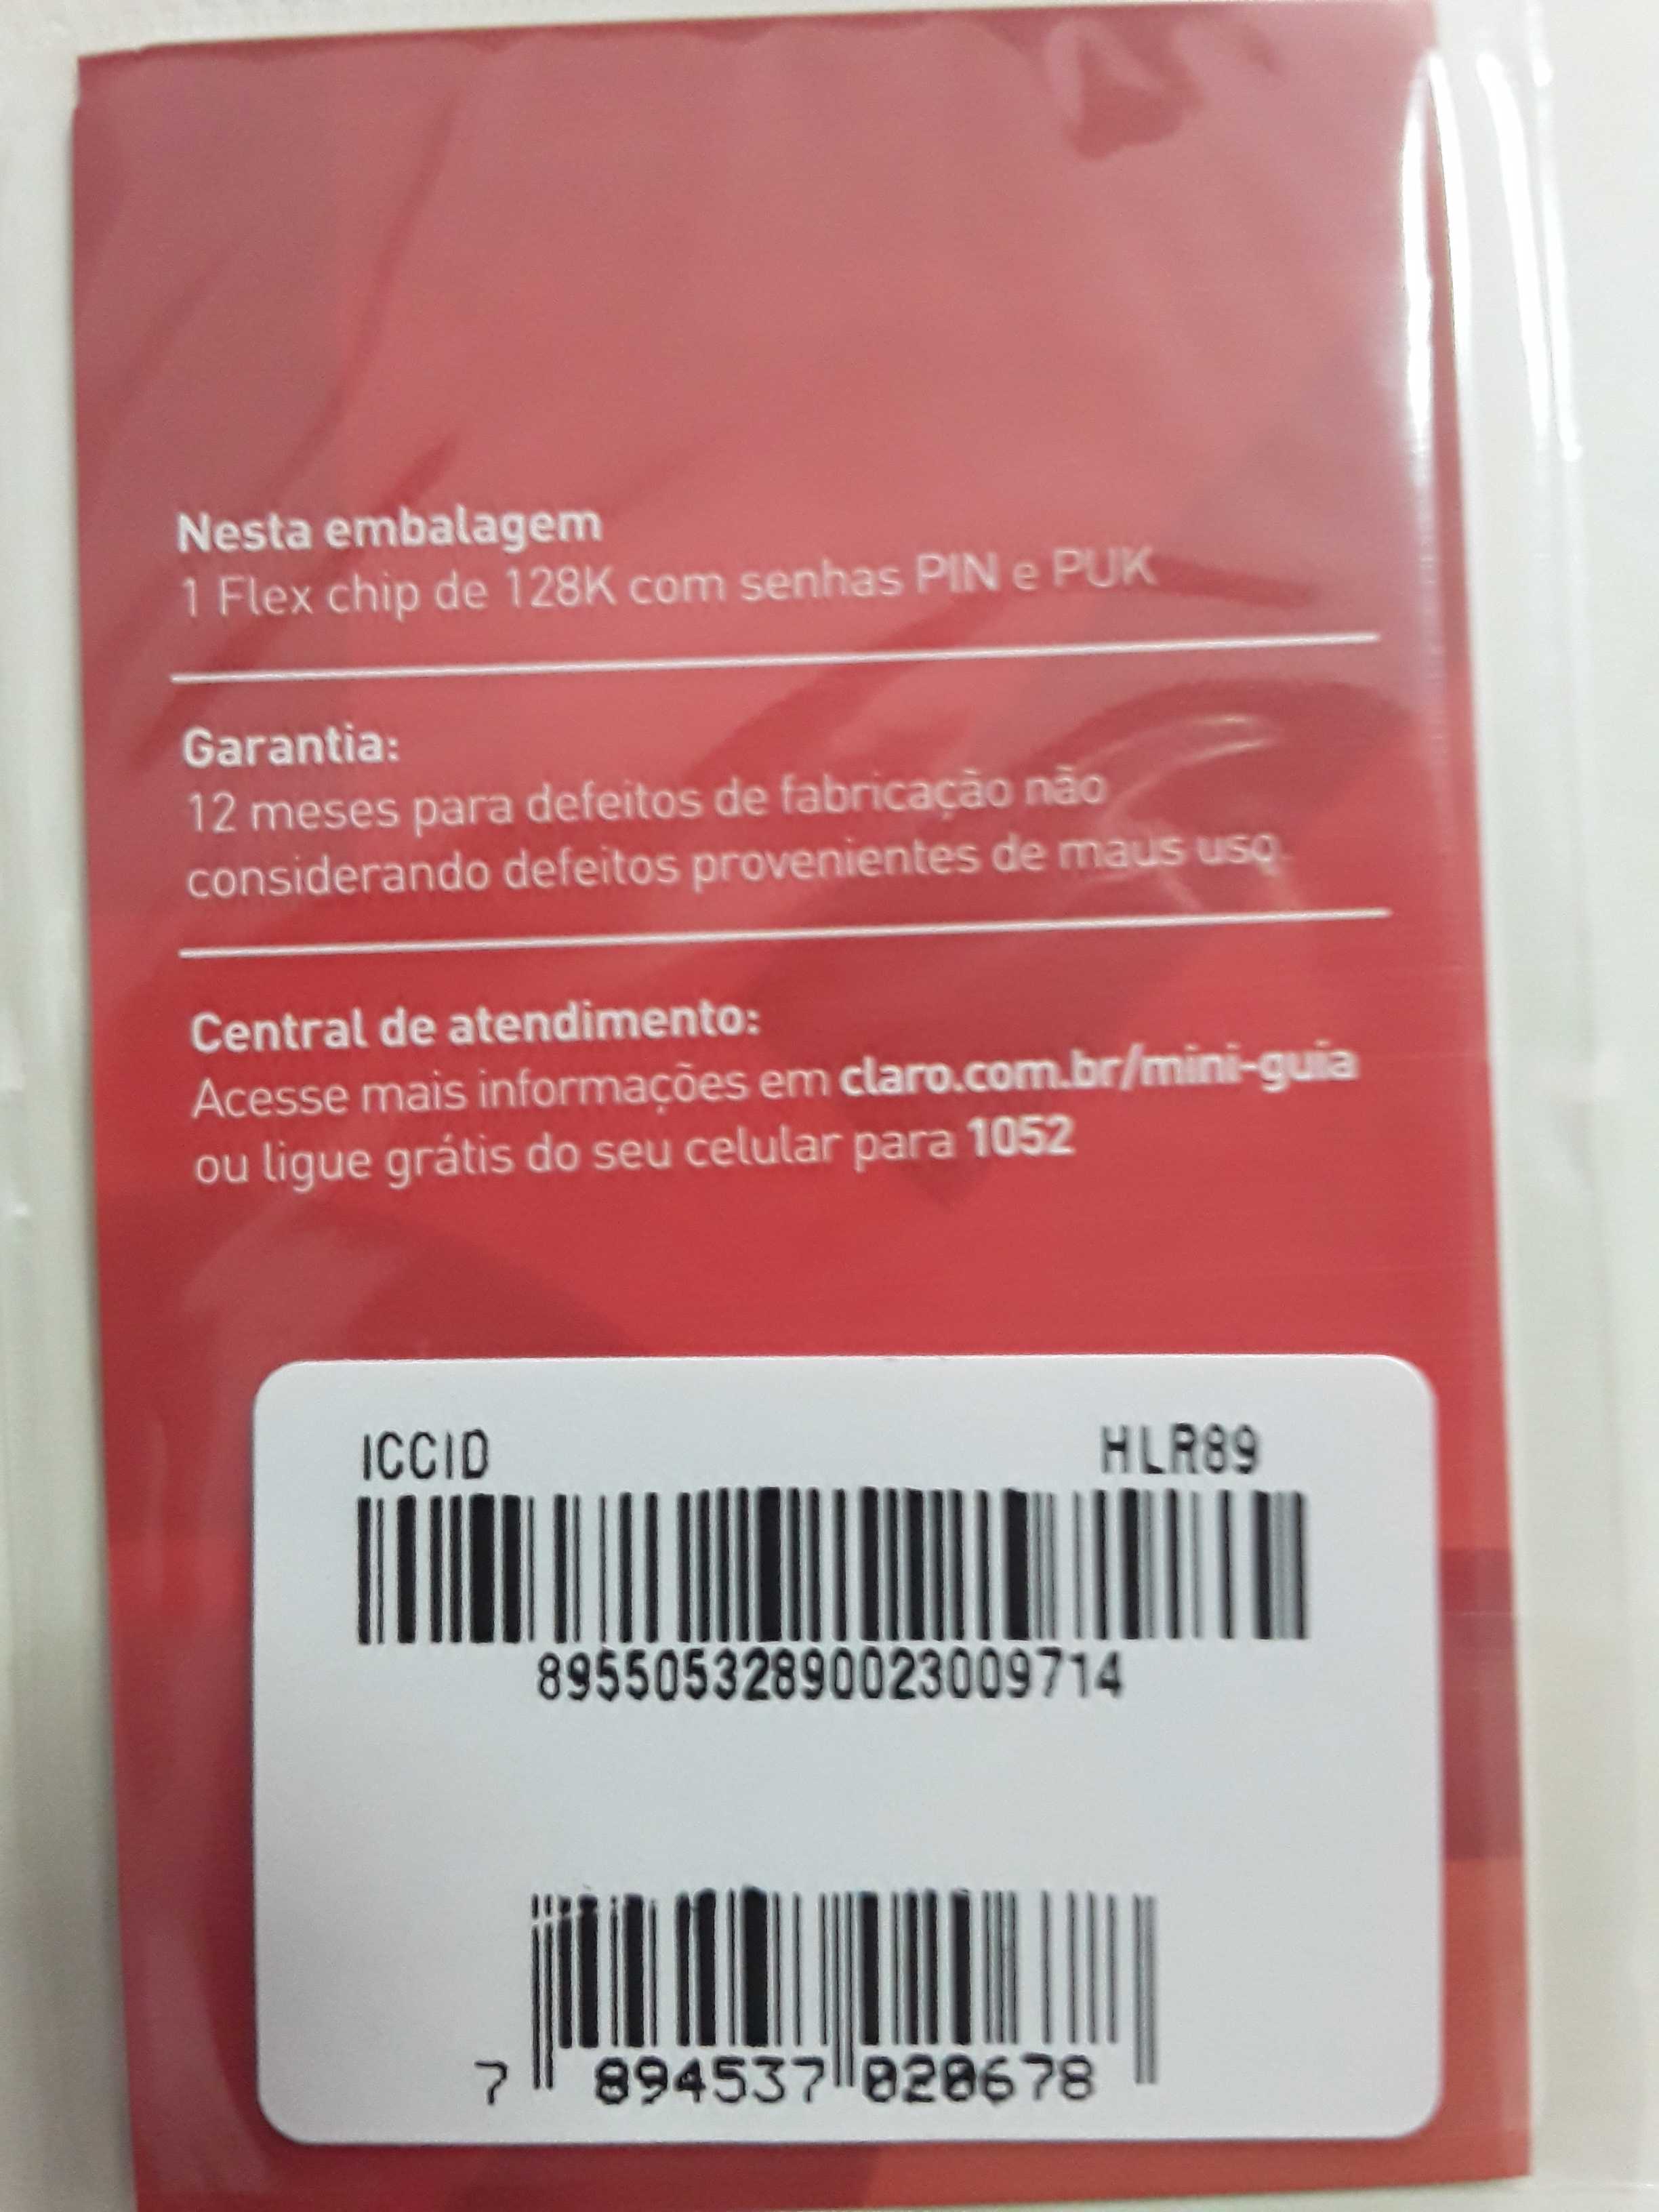 Nesta embalagem
1 Flex chip de 128K com senhas PIN e PUK
Garantia:
12 meses para defeitos de fabricação não
considerando defeitos provenientes de maus uso.
Central de atendimento:
Acesse mais informações em claro.com.br/mini-guia
ou ligue grátis do seu celular para 1052
ICCID HLR89
89550532890023009714
7 894537 020678